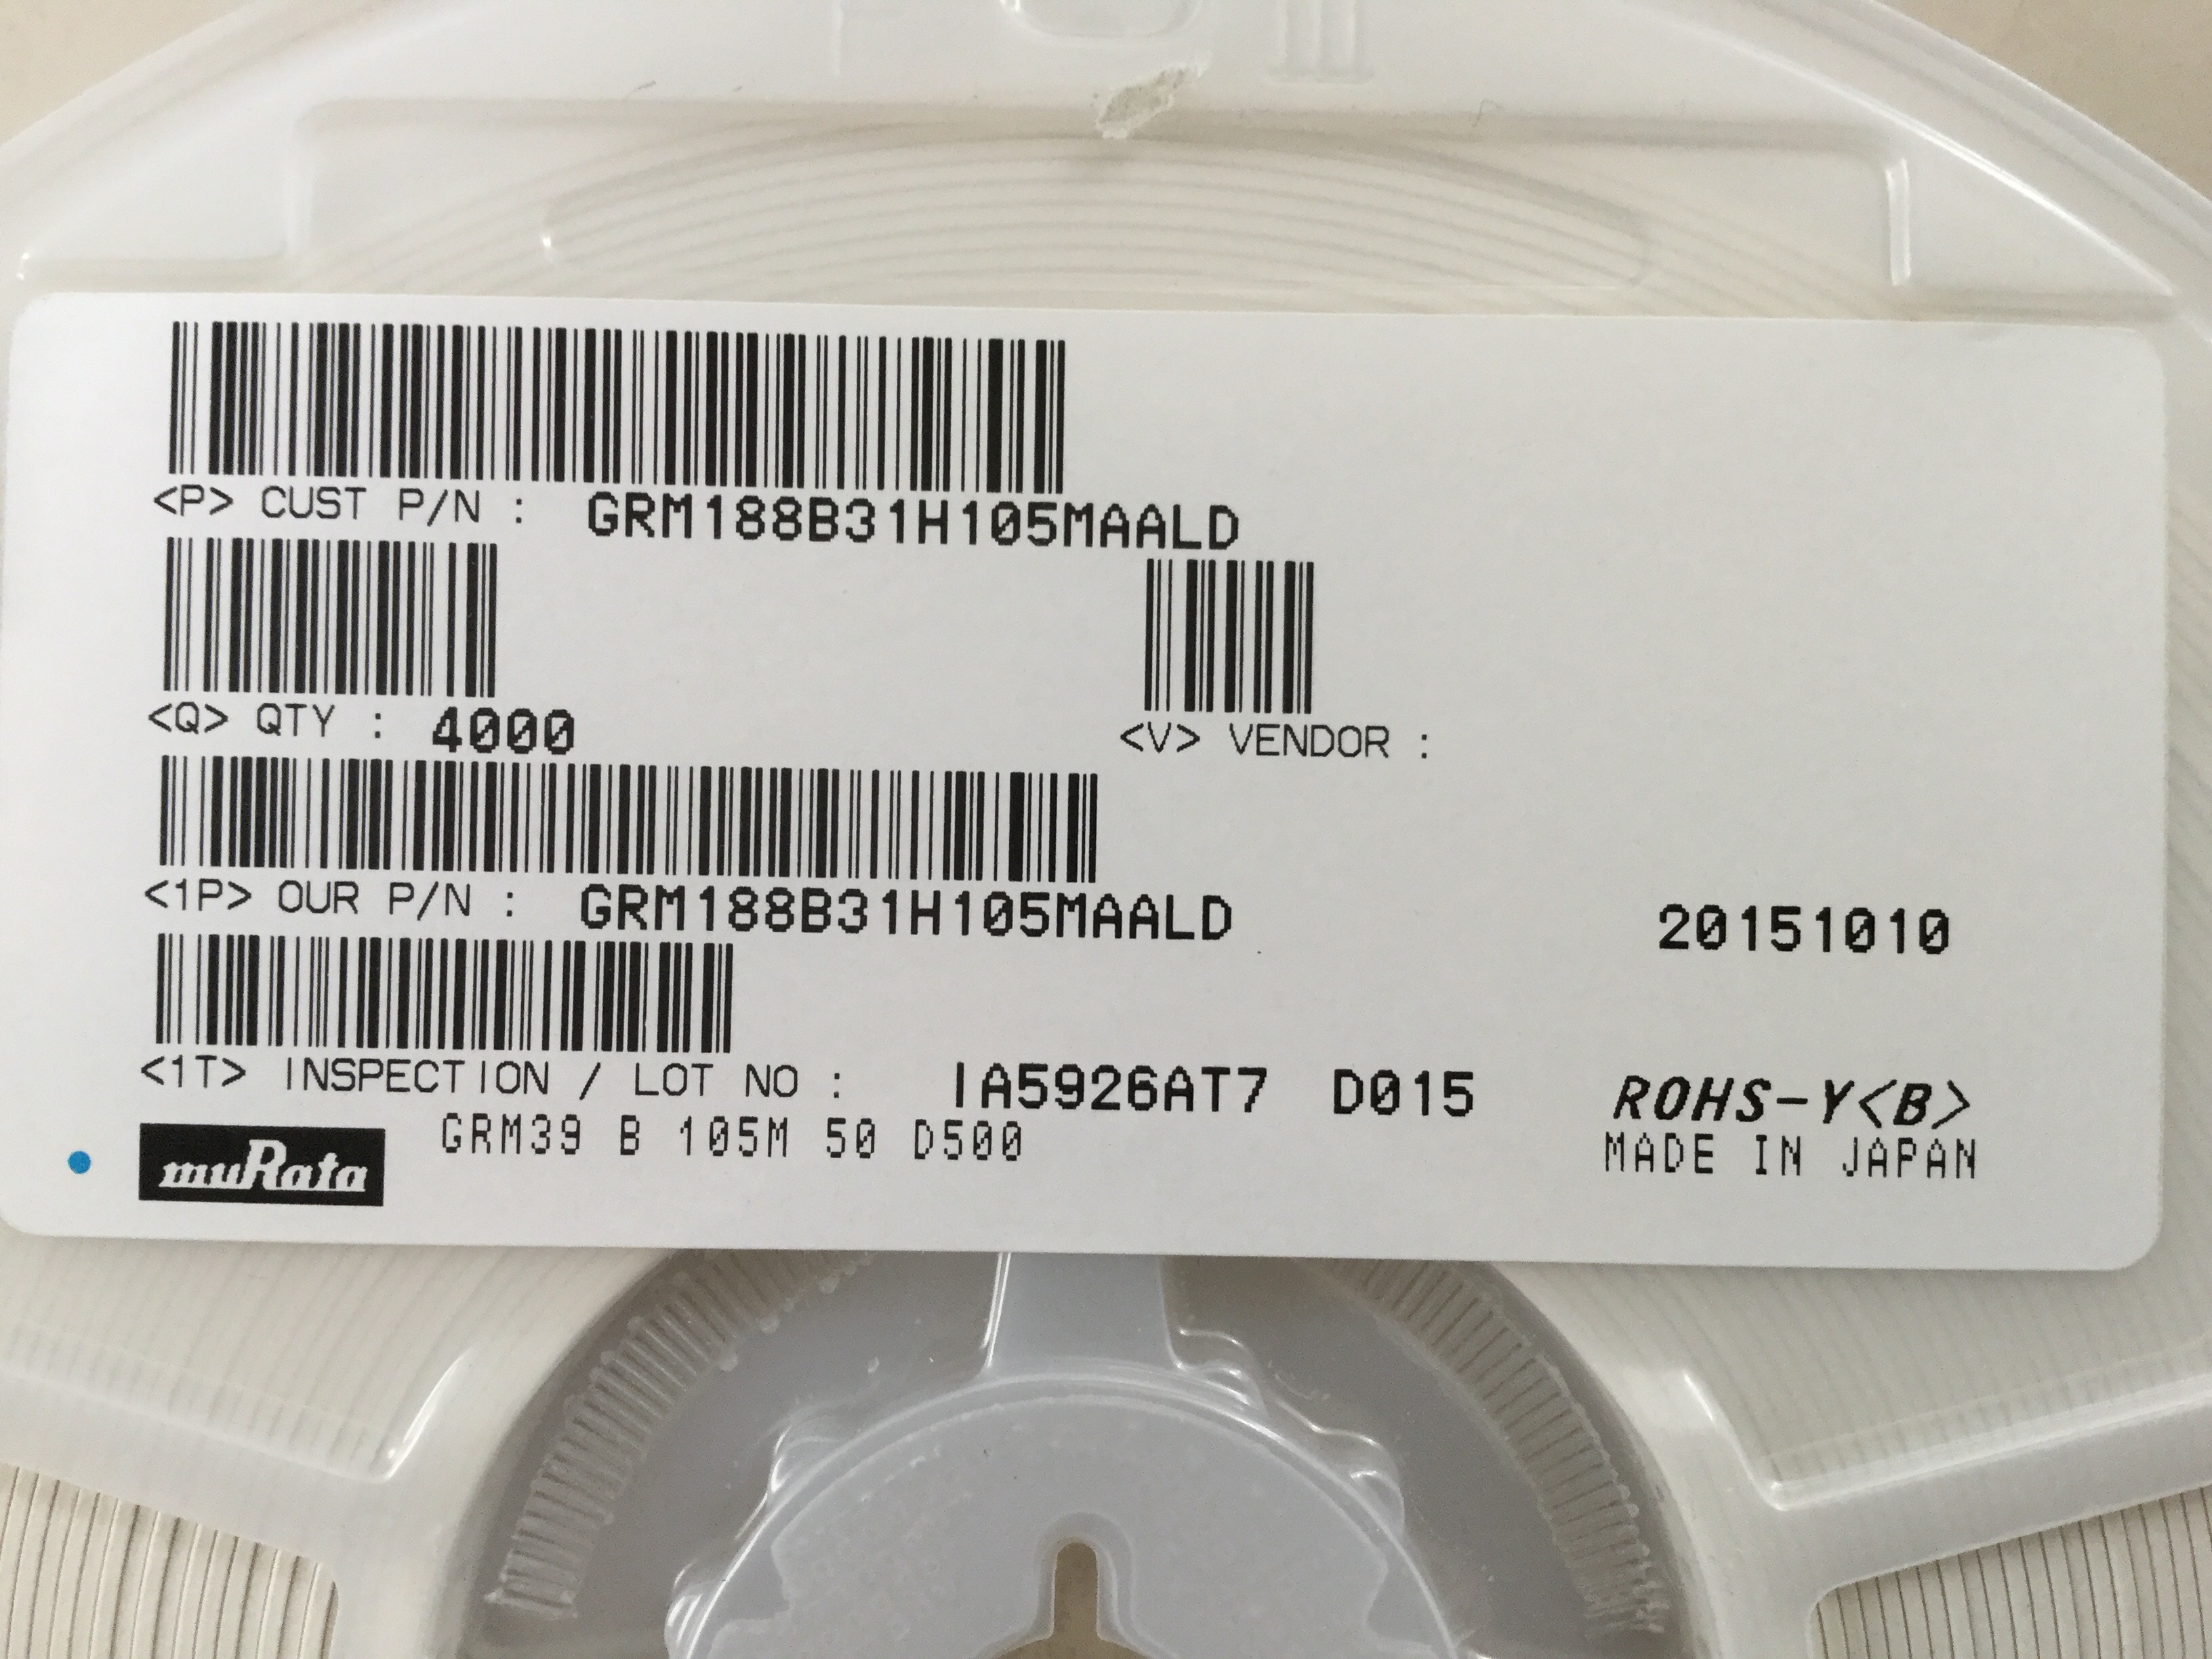 <P> CUST P/N : GRM188B31H105MAALD
<Q> QTY : 4000
<V> VENDOR :
<1P> OUR P/N : GRM188B31H105MAALD
20151010
<1T> INSPECTION / LOT NO : IA5926AT7 D015
ROHS-Y<B>
muRata
GRM39 B 105M 50 D500
MADE IN JAPAN